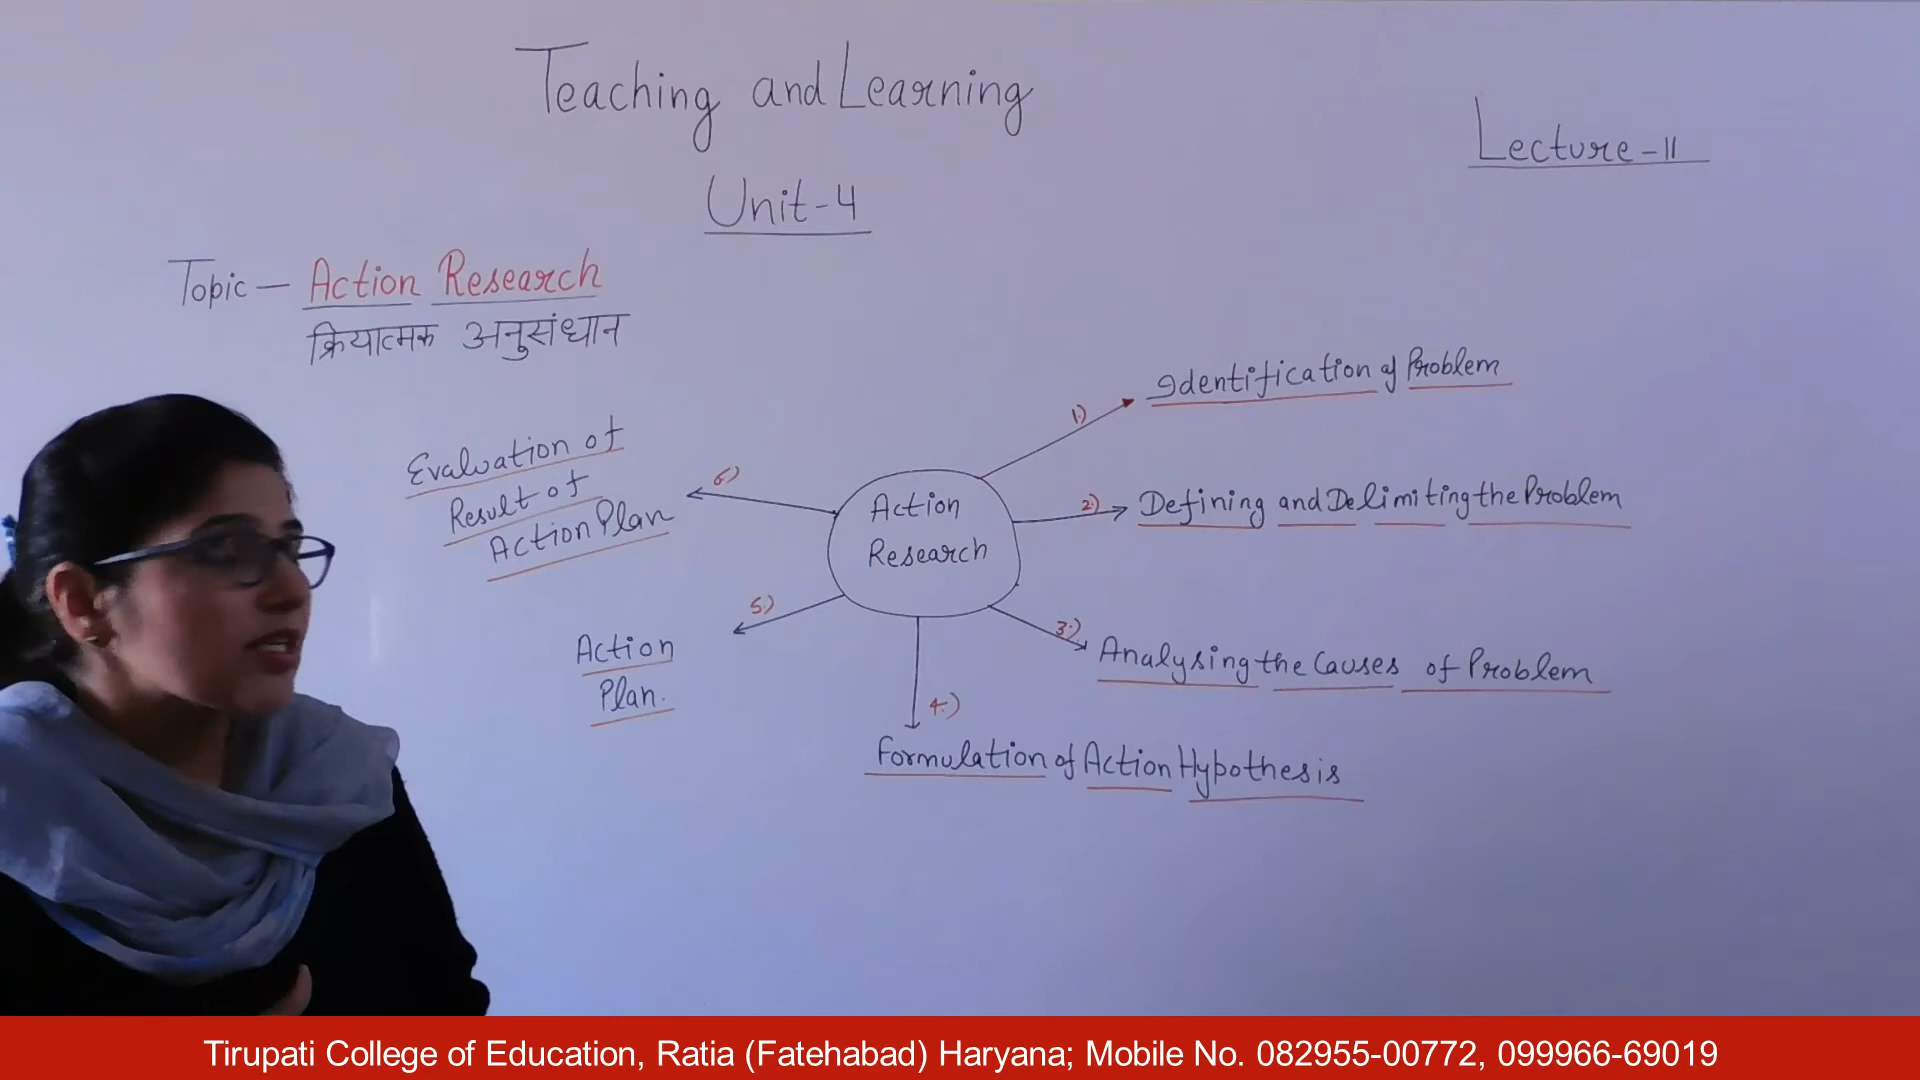 Teaching and Learning
Lecture-11
Unit-4
Topic — Action Research
क्रियात्मक अनुसंधान
1.) Identification of Problem
2.) Defining and Delimiting the Problem
3.) Analysing the Causes of Problem
4.) Formulation of Action Hypothesis
5.) Action
Plan.
6.) Evaluation of
Result of
Action Plan
Action
Research
Tirupati College of Education, Ratia (Fatehabad) Haryana; Mobile No. 082955-00772, 099966-69019